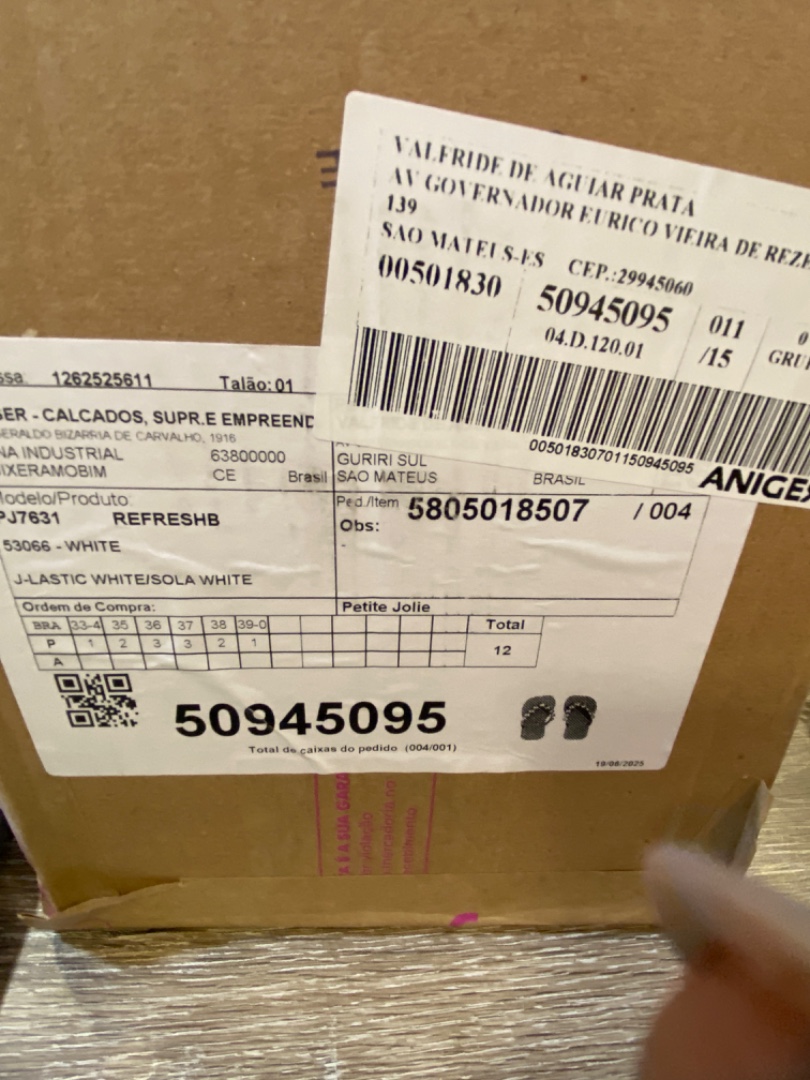 VALFRIDE DE AGUIAR PRATA
AV GOVERNADOR EURICO VIEIRA DE REZE
139
SAO MATEUS-ES CEP.:29945060
00501830 50945095 011 /15
04.D.120.01
00501830701150945095
1262525611 Talão: 01
- CALCADOS, SUPR.E EMPREEND
BIZARRIA DE CARVALHO, 1916
INDUSTRIAL 63800000
IXERAMOBIM CE Brasil
GURIRI SUL
SAO MATEUS BRASIL
odelo/Produto
PJ7631 REFRESHB
53066 - WHITE
J-LASTIC WHITE/SOLA WHITE
Ped./Item 5805018507 / 004
Obs:
-
Ordem de Compra: Petite Jolie
BRA 33-4 35 36 37 38 39-0 Total
P 1 2 3 3 2 1 12
A
50945095
Total de caixas do pedido (004/001)
A SUA GARA